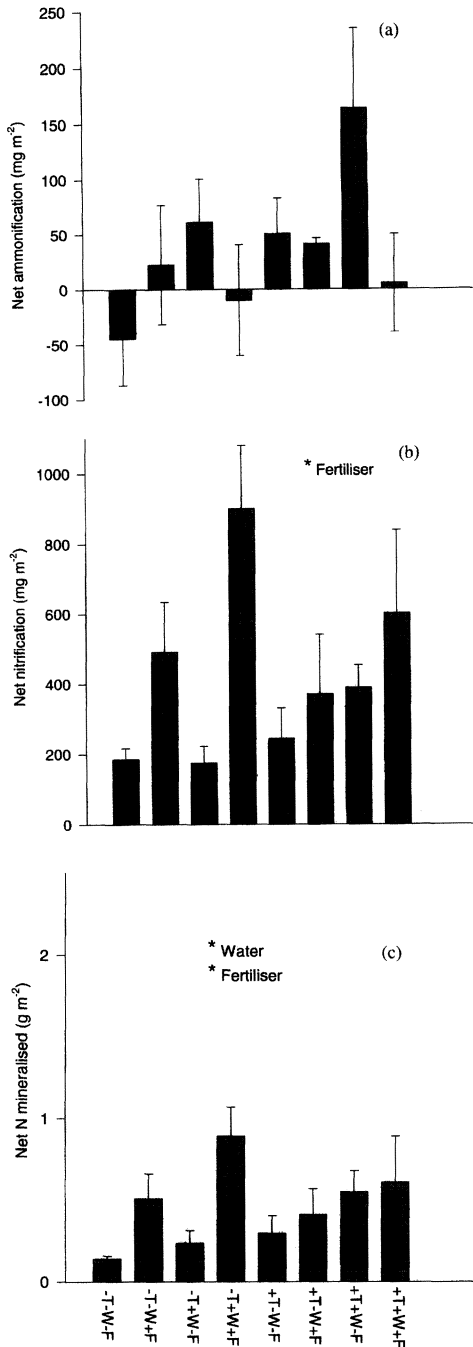 (a)
250
200
150
100
50
0
-50
-100
Net ammonification (mg m-2)
(b)
* Fertiliser
1000
800
600
400
200
0
Net nitrification (mg m-2)
(c)
* Water
* Fertiliser
2
1
0
Net N mineralised (g m-2)
-T-W-F
-T-W+F
-T+W-F
-T+W+F
+T-W-F
+T-W+F
+T+W-F
+T+W+F